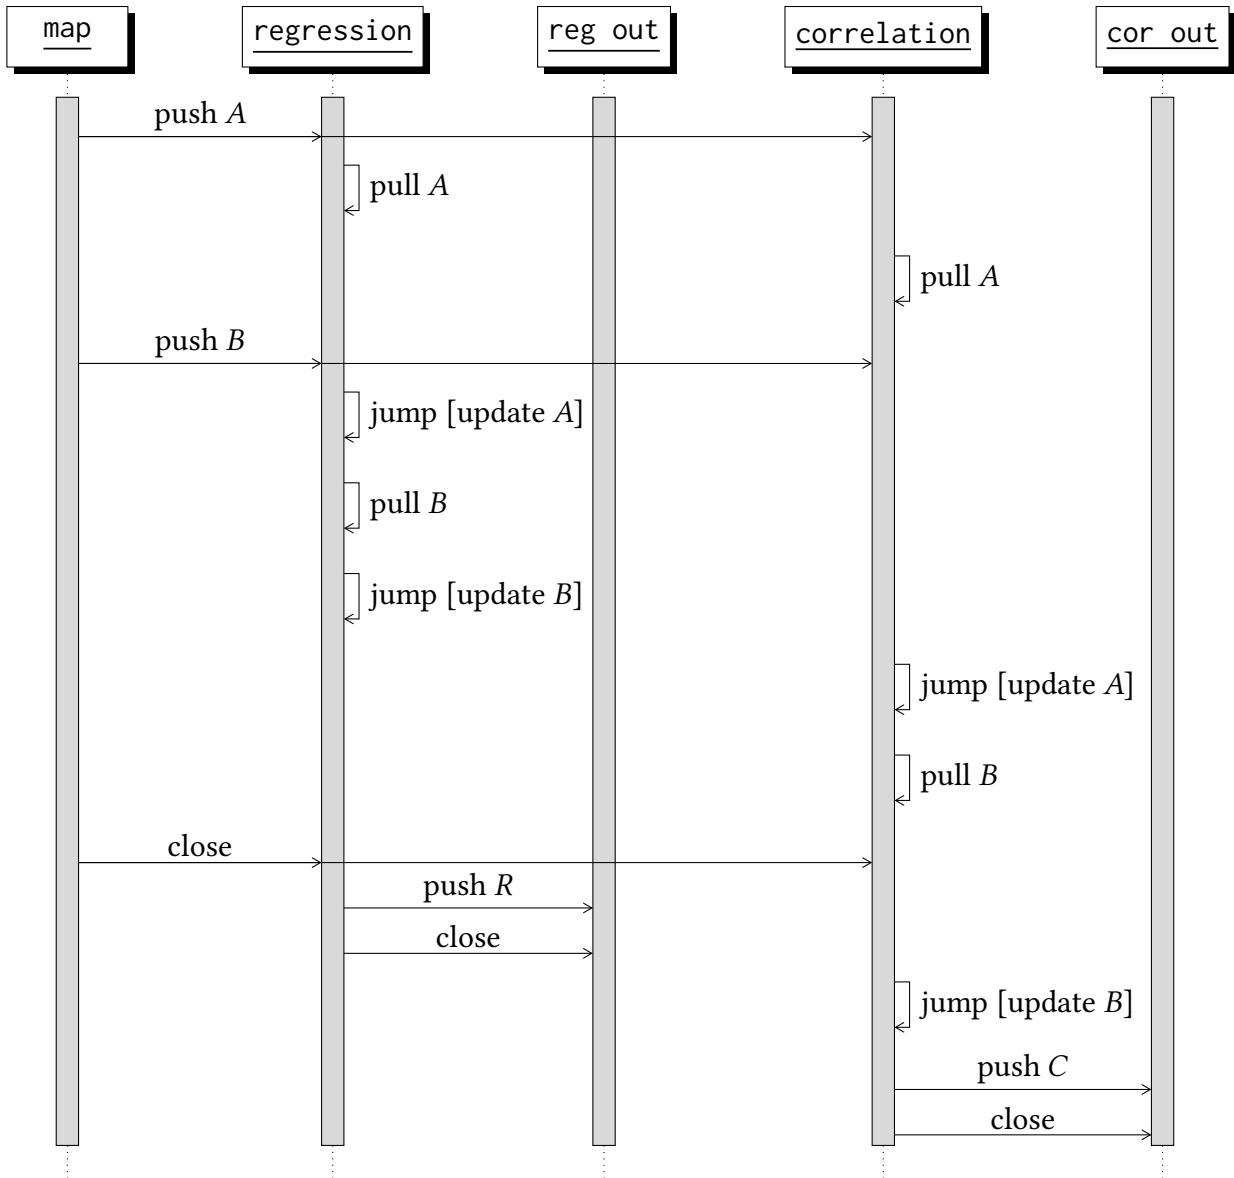 map
regression
reg out
correlation
cor out
push A
pull A
pull A
push B
jump [update A]
pull B
jump [update B]
jump [update A]
pull B
close
push R
close
jump [update B]
push C
close